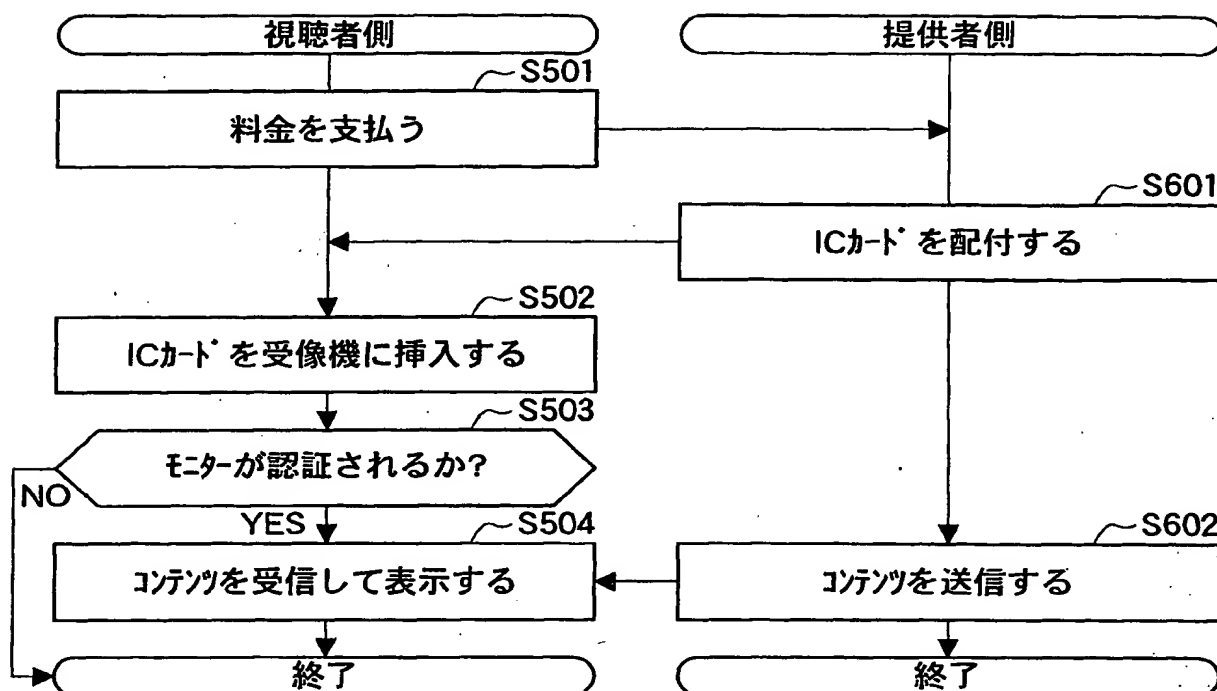 視聴者側
提供者側
S501
料金を支払う
S601
ICｶｰﾄﾞを配付する
S502
ICｶｰﾄﾞを受像機に挿入する
S503
ﾓﾆﾀｰが認証されるか?
NO
YES
S504
ｺﾝﾃﾝﾂを受信して表示する
S602
ｺﾝﾃﾝﾂを送信する
終了
終了